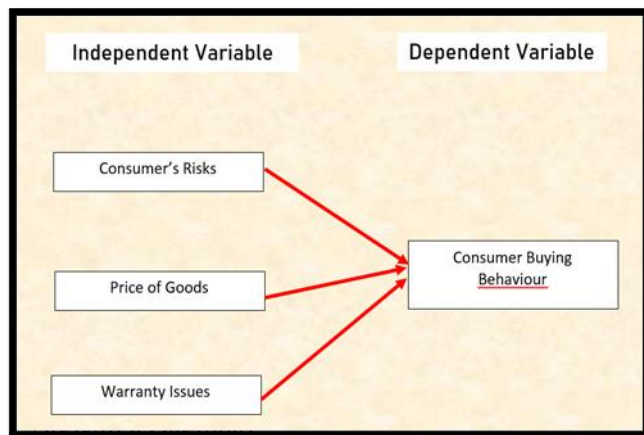 Independent Variable
Dependent Variable
Consumer’s Risks
Consumer Buying
Behaviour
Price of Goods
Warranty Issues